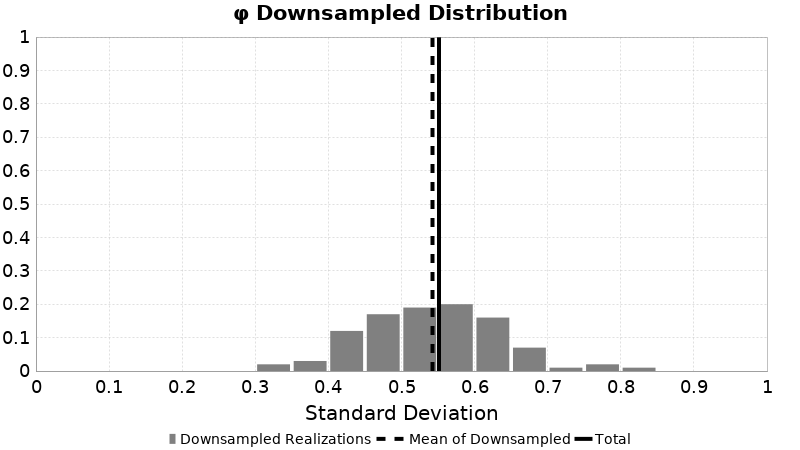 φ Downsampled Distribution
1
0.9
0.8
0.7
0.6
0.5
0.4
0.3
0.2
0.1
0
0 0.1 0.2 0.3 0.4 0.5 0.6 0.7 0.8 0.9 1
Standard Deviation
Downsampled Realizations Mean of Downsampled Total